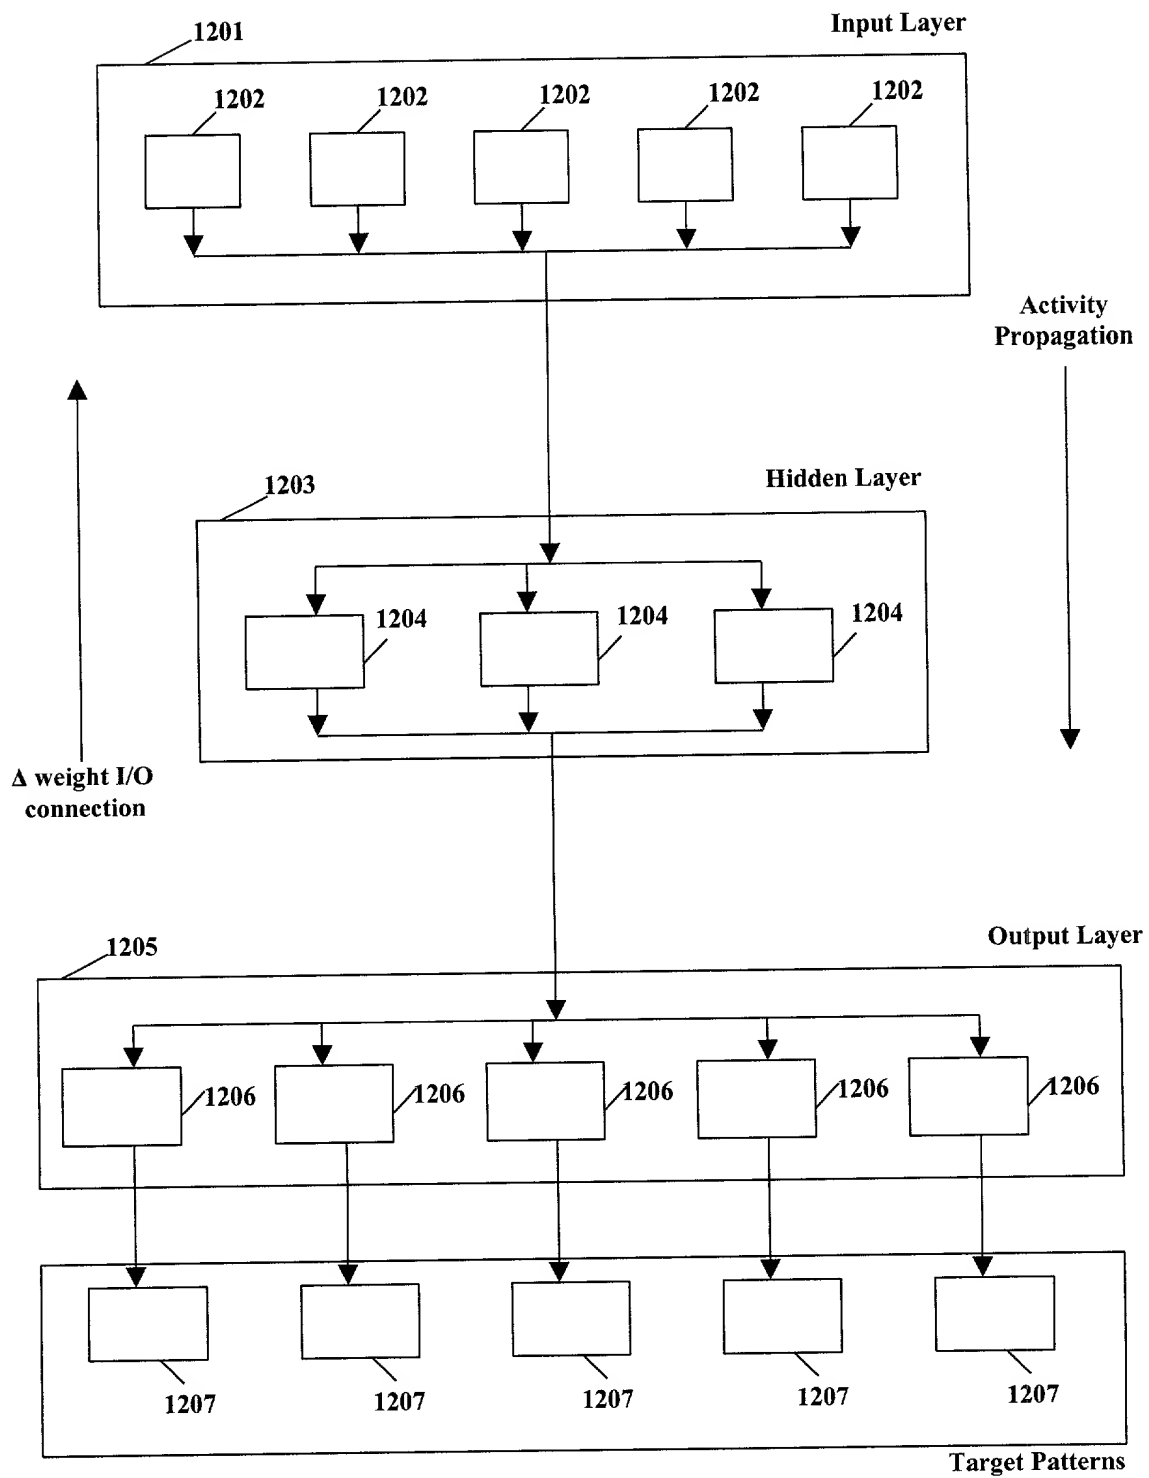 1201
Input Layer
1202
1202
1202
1202
1202
Activity
Propagation
1203
Hidden Layer
1204
1204
1204
Δ weight I/O
connection
1205
Output Layer
1206
1206
1206
1206
1206
1207
1207
1207
1207
1207
Target Patterns